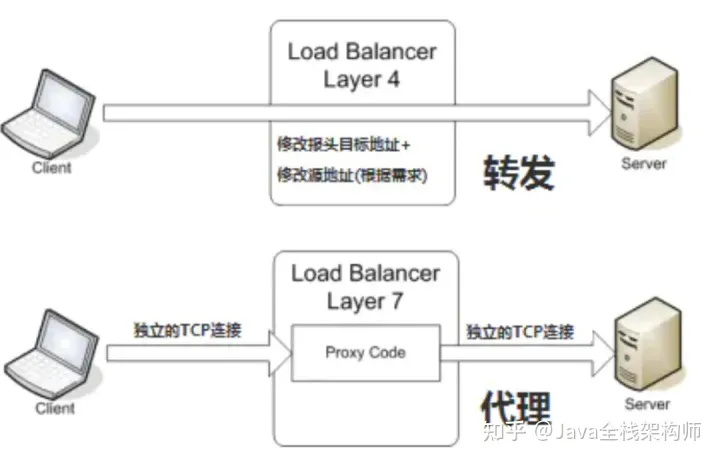 Load Balancer
Layer 4
修改报头目标地址+
修改源地址(根据需求)
转发
Client
Server
Load Balancer
Layer 7
独立的TCP连接
独立的TCP连接
Proxy Code
代理
Client
Server
知乎 @Java全栈架构师